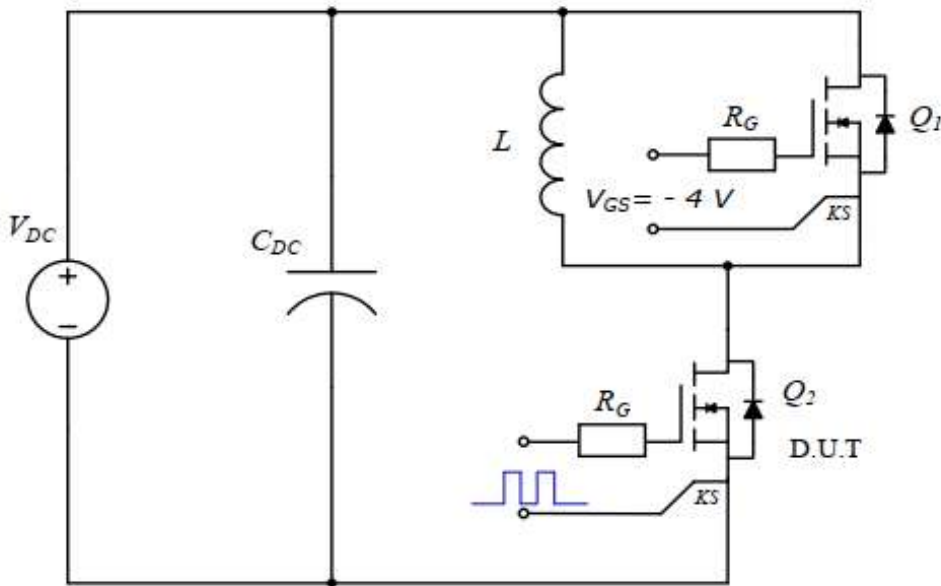 R_G
Q_1
L
V_GS = - 4 V
KS
V_DC
C_DC
+
−
R_G
Q_2
D.U.T
KS